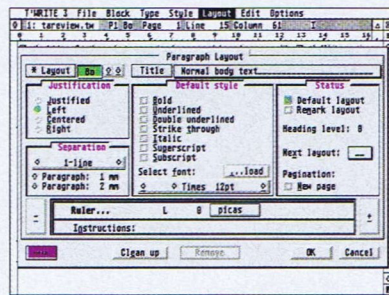 T'WRITE 3 File Block Type Style Layout Edit Options
1: tareview.tw P1 Bo Page 1 Line 15 Column 61
Paragraph Layout
* Layout Bo Title Normal body text
Justification
Justified
Left
Centered
Right
Separation
1-line
Paragraph: 1 mm
Paragraph: 2 mm
Default style
Bold
Underlined
Double underlined
Strike through
Italic
Sugerscript
Subscript
Select font: ...load
Times 12pt
Status
Default layout
Remark layout
Heading level: 0
Next layout: __
Pagination:
New page
Ruler... L 0 picas
Instructions:
Clean up Remove OK Cancel